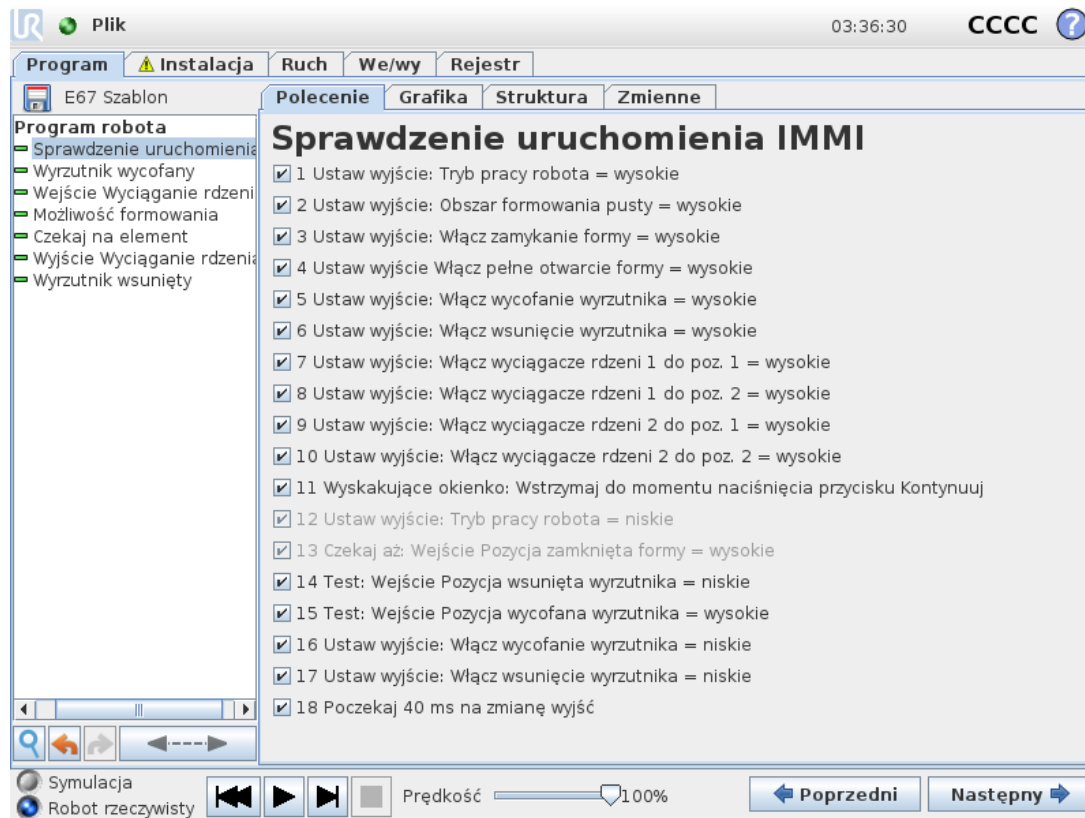 UR Plik 03:36:30 CCCC ?
Program Instalacja Ruch We/wy Rejestr
E67 Szablon
Polecenie Grafika Struktura Zmienne
Program robota
Sprawdzenie uruchomienia
Wyrzutnik wycofany
Wejście Wyciąganie rdzeni
Możliwość formowania
Czekaj na element
Wyjście Wyciąganie rdzenia
Wyrzutnik wsunięty
Sprawdzenie uruchomienia IMMI
1 Ustaw wyjście: Tryb pracy robota = wysokie
2 Ustaw wyjście: Obszar formowania pusty = wysokie
3 Ustaw wyjście: Włącz zamykanie formy = wysokie
4 Ustaw wyjście Włącz pełne otwarcie formy = wysokie
5 Ustaw wyjście: Włącz wycofanie wyrzutnika = wysokie
6 Ustaw wyjście: Włącz wsunięcie wyrzutnika = wysokie
7 Ustaw wyjście: Włącz wyciągacze rdzeni 1 do poz. 1 = wysokie
8 Ustaw wyjście: Włącz wyciągacze rdzeni 1 do poz. 2 = wysokie
9 Ustaw wyjście: Włącz wyciągacze rdzeni 2 do poz. 1 = wysokie
10 Ustaw wyjście: Włącz wyciągacze rdzeni 2 do poz. 2 = wysokie
11 Wyskakujące okienko: Wstrzymaj do momentu naciśnięcia przycisku Kontynuuj
12 Ustaw wyjście: Tryb pracy robota = niskie
13 Czekaj aż: Wejście Pozycja zamknięta formy = wysokie
14 Test: Wejście Pozycja wsunięta wyrzutnika = niskie
15 Test: Wejście Pozycja wycofana wyrzutnika = wysokie
16 Ustaw wyjście: Włącz wycofanie wyrzutnika = niskie
17 Ustaw wyjście: Włącz wsunięcie wyrzutnika = niskie
18 Poczekaj 40 ms na zmianę wyjść
Symulacja
Robot rzeczywisty
Prędkość 100%
Poprzedni
Następny